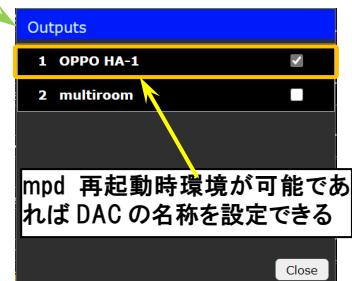 Outputs
1 OPPO HA-1
2 multiroom
mpd 再起動時環境が可能であ
れば DAC の名称を設定できる
Close